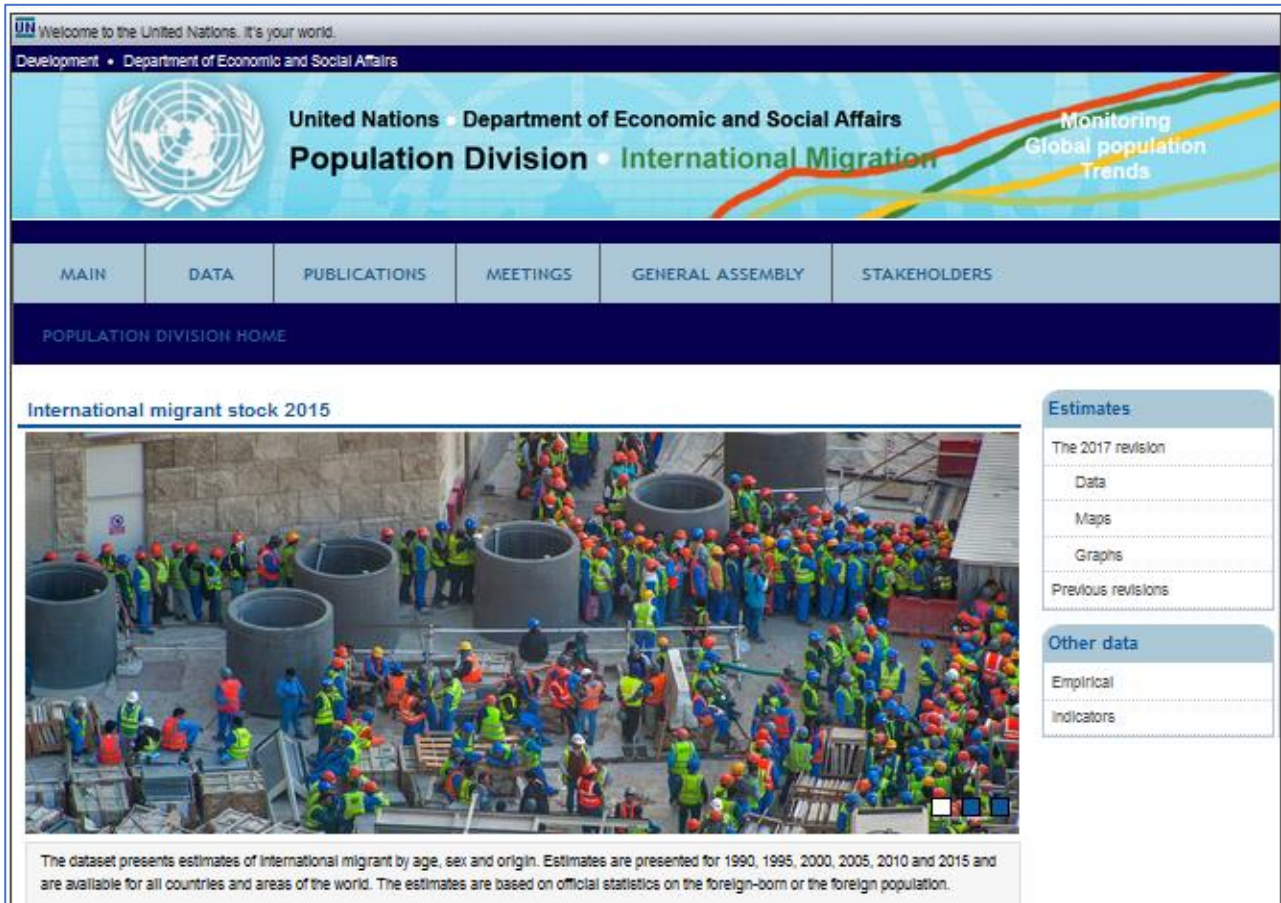 UN Welcome to the United Nations. It's your world.
Development • Department of Economic and Social Affairs
United Nations • Department of Economic and Social Affairs
Population Division • International Migration
Monitoring
Global population
Trends
MAIN DATA PUBLICATIONS MEETINGS GENERAL ASSEMBLY STAKEHOLDERS
POPULATION DIVISION HOME
International migrant stock 2015
The dataset presents estimates of international migrant by age, sex and origin. Estimates are presented for 1990, 1995, 2000, 2005, 2010 and 2015 and
are available for all countries and areas of the world. The estimates are based on official statistics on the foreign-born or the foreign population.
Estimates
The 2017 revision
Data
Maps
Graphs
Previous revisions
Other data
Empirical
Indicators